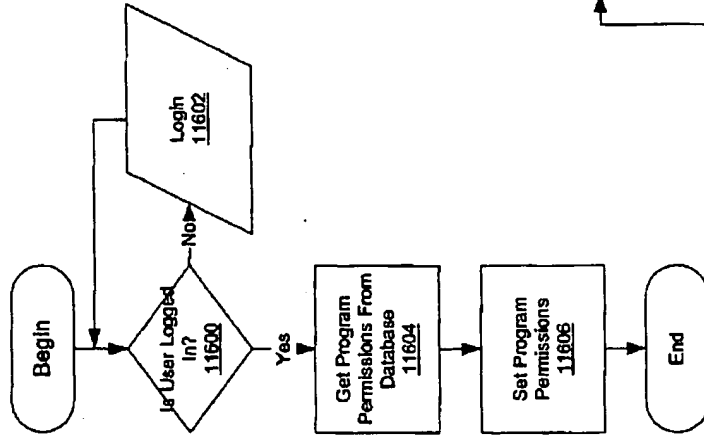 Begin
Is User Logged
In?
11600
No
Login
11602
Yes
Get Program
Permissions From
Database
11604
Set Program
Permissions
11606
End